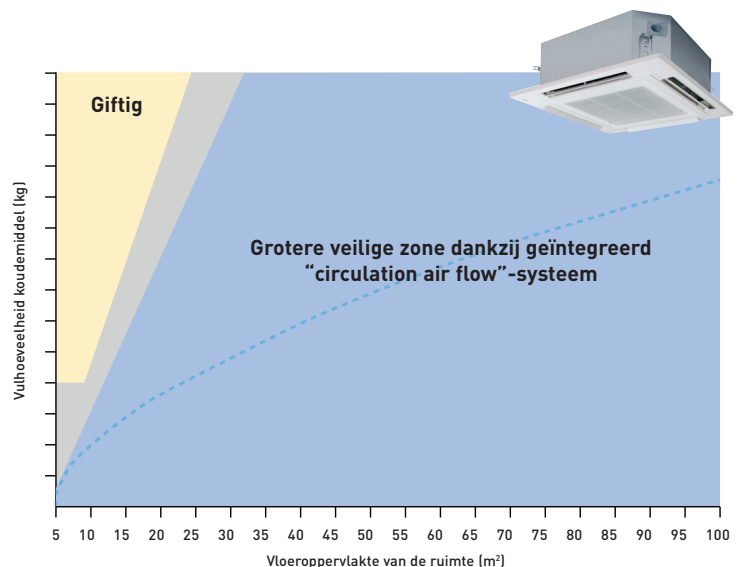 Giftig
Vulhoeveelheid koudemiddel (kg)
Grotere veilige zone dankzij geïntegreerd
“circulation air flow”-systeem
5 10 15 20 25 30 35 40 45 50 55 60 65 70 75 80 85 90 95 100
Vloeroppervlakte van de ruimte (m²)